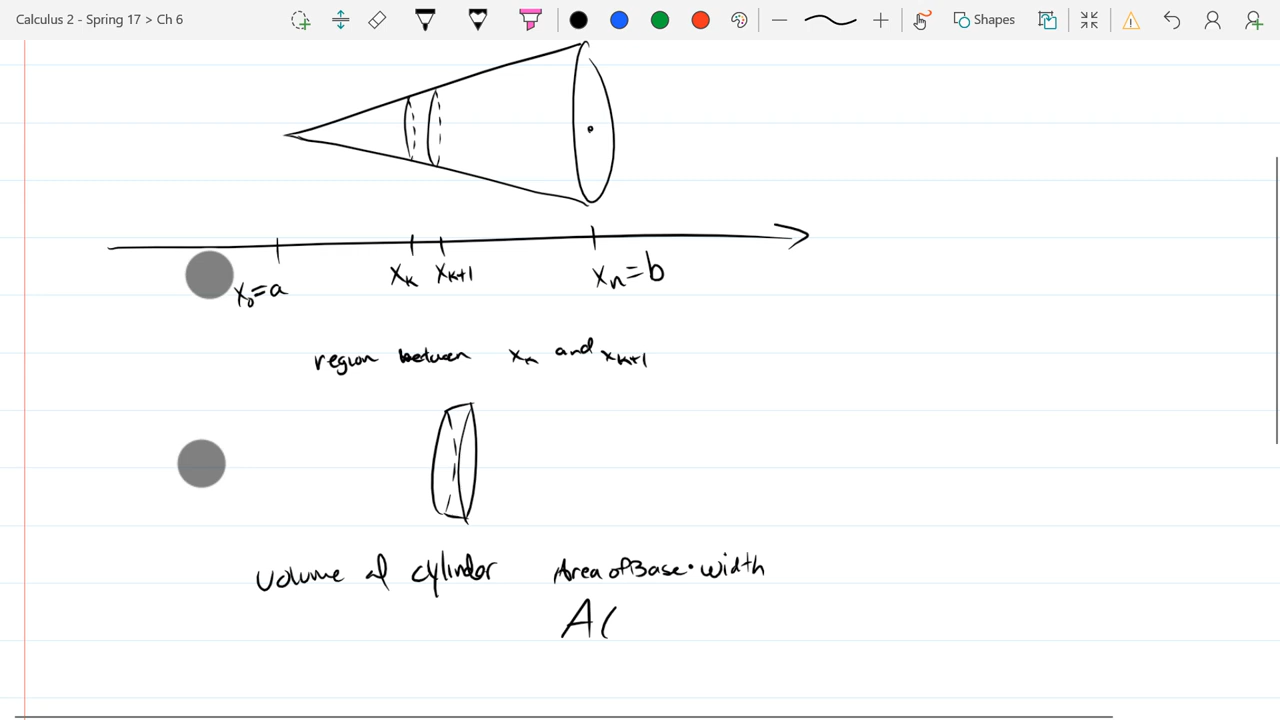 Calculus 2 - Spring 17 > Ch 6
Shapes
x₀=a
xₖ xₖ₊₁
xₙ=b
region between xₖ and xₖ₊₁
volume of cylinder Area of Base · width
A(